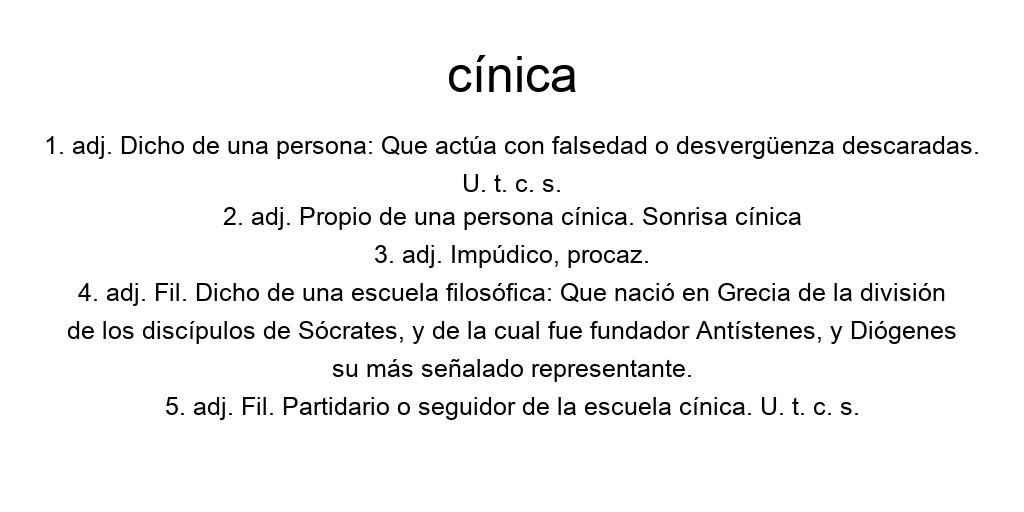 cínica
1. adj. Dicho de una persona: Que actúa con falsedad o desvergüenza descaradas.
U. t. c. s.
2. adj. Propio de una persona cínica. Sonrisa cínica
3. adj. Impúdico, procaz.
4. adj. Fil. Dicho de una escuela filosófica: Que nació en Grecia de la división
de los discípulos de Sócrates, y de la cual fue fundador Antístenes, y Diógenes
su más señalado representante.
5. adj. Fil. Partidario o seguidor de la escuela cínica. U. t. c. s.